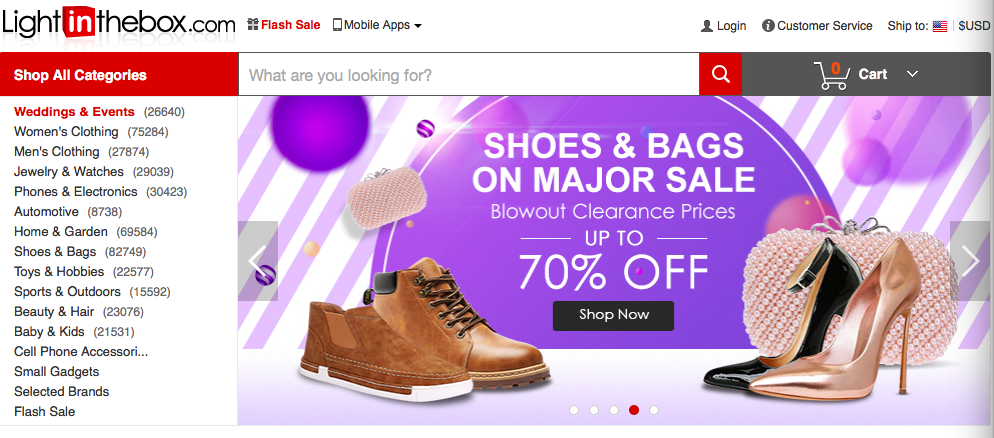 Lightinthebox.com
Flash Sale
Mobile Apps
Login
Customer Service
Ship to:
$USD
Shop All Categories
What are you looking for?
0
Cart
Weddings & Events (26640)
Women's Clothing (75284)
Men's Clothing (27874)
Jewelry & Watches (29039)
Phones & Electronics (30423)
Automotive (8738)
Home & Garden (69584)
Shoes & Bags (82749)
Toys & Hobbies (22577)
Sports & Outdoors (15592)
Beauty & Hair (23076)
Baby & Kids (21531)
Cell Phone Accessori...
Small Gadgets
Selected Brands
Flash Sale
SHOES & BAGS
ON MAJOR SALE
Blowout Clearance Prices
UP TO
70% OFF
Shop Now